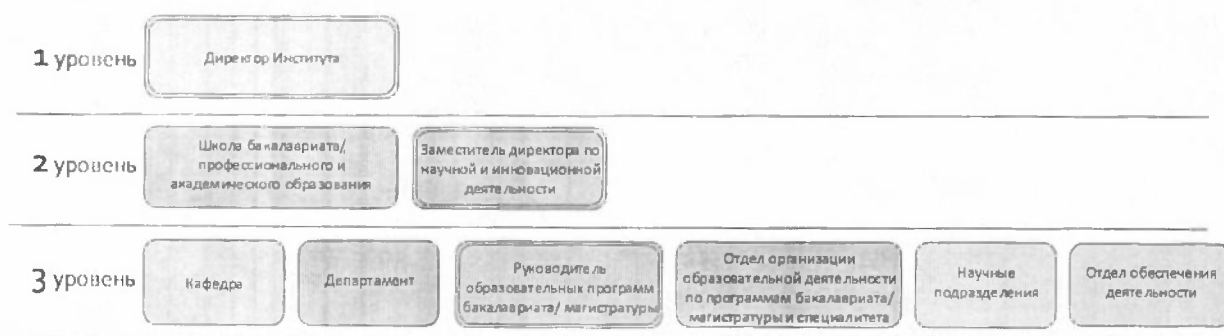 1 уровень
Директор Института
2 уровень
Школа бакалавриата/
профессионального и
академического образования
Заместитель директора по
научной и инновационной
деятельности
3 уровень
Кафедра
Департамент
Руководитель
образовательных программ
бакалавриата/ магистратуры
Отдел организации
образовательной деятельности
по программам бакалавриата/
магистратуры и специалитета
Научные
подразделения
Отдел обеспечения
деятельности